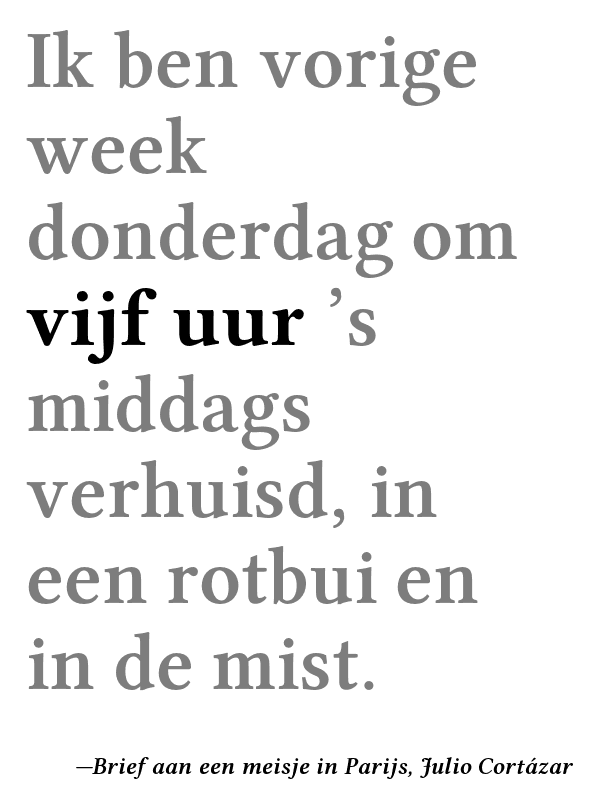 Ik ben vorige
week
donderdag om
vijf uur ’s
middags
verhuisd, in
een rotbui en
in de mist.
—Brief aan een meisje in Parijs, Julio Cortázar